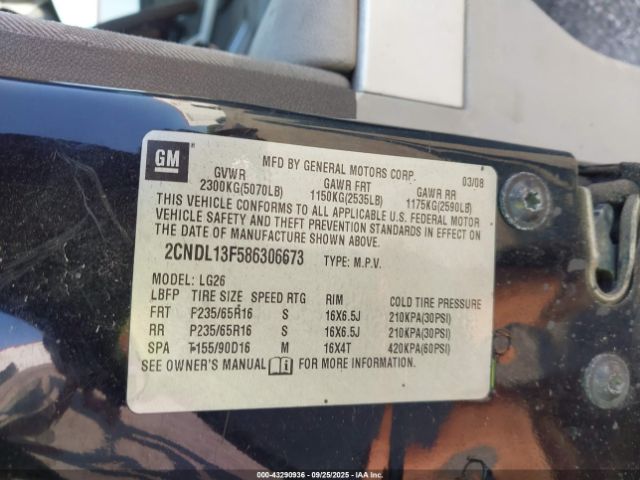 GM
MFD BY GENERAL MOTORS CORP. 03/08
GVWR GAWR FRT GAWR RR
2300KG(5070LB) 1150KG(2535LB) 1175KG(2590LB)
THIS VEHICLE CONFORMS TO ALL APPLICABLE U.S. FEDERAL MOTOR
VEHICLE SAFETY AND THEFT PREVENTION STANDARDS IN EFFECT ON
THE DATE OF MANUFACTURE SHOWN ABOVE.
2CNDL13F586306673 TYPE: M.P.V.
MODEL: LG26
LBFP TIRE SIZE SPEED RTG RIM COLD TIRE PRESSURE
FRT P235/65R16 S 16X6.5J 210KPA(30PSI)
RR P235/65R16 S 16X6.5J 210KPA(30PSI)
SPA T155/90D16 M 16X4T 420KPA(60PSI)
SEE OWNER'S MANUAL i FOR MORE INFORMATION.
000-43290936 - 09/25/2025 - IAAI.COM